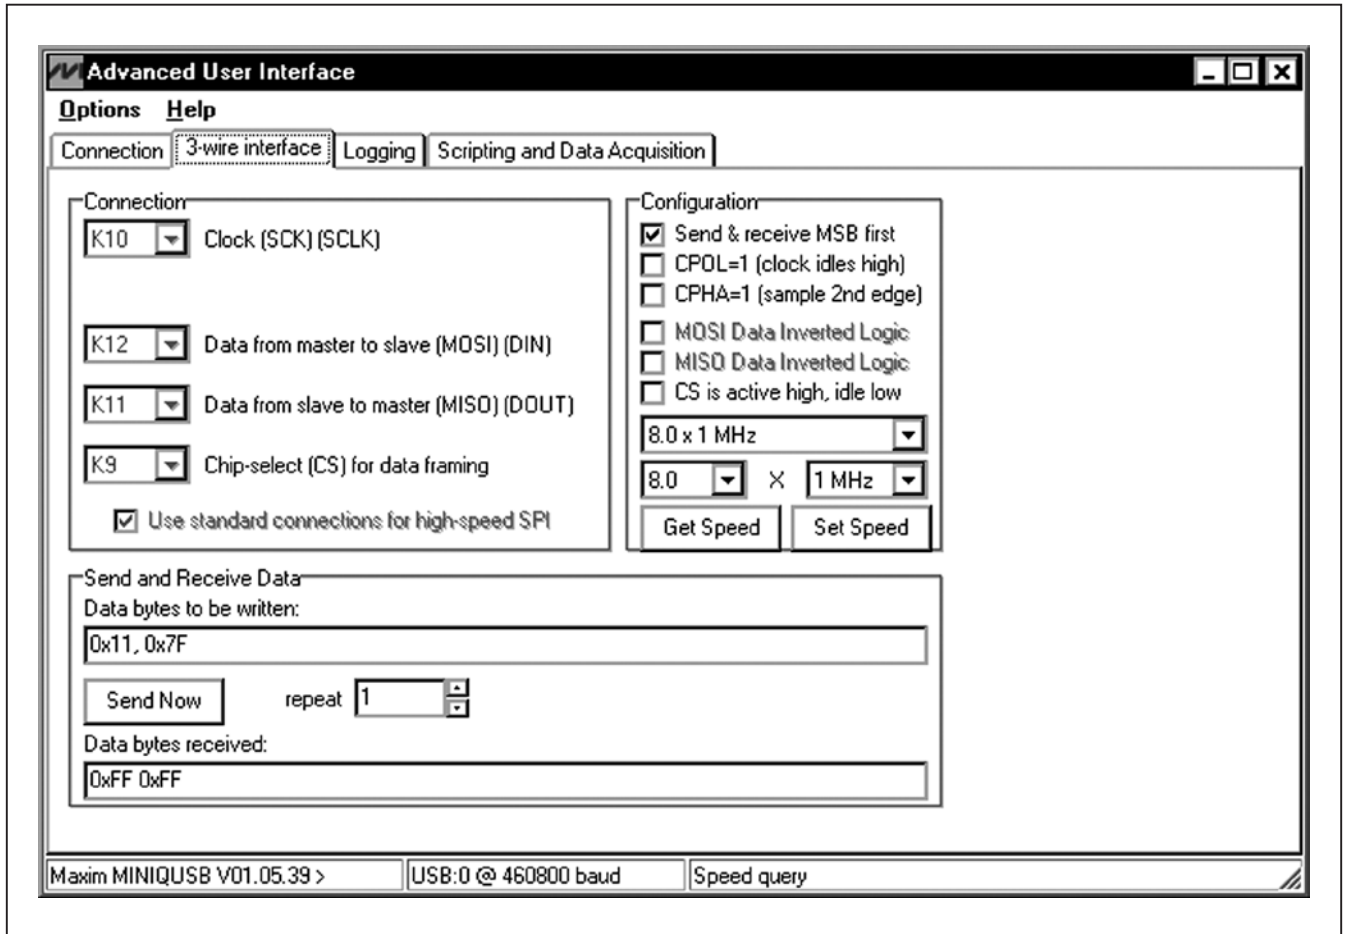 Advanced User Interface
Options Help
Connection 3-wire interface Logging Scripting and Data Acquisition
Connection
K10 Clock (SCK) (SCLK)
K12 Data from master to slave (MOSI) (DIN)
K11 Data from slave to master (MISO) (DOUT)
K9 Chip-select (CS) for data framing
Use standard connections for high-speed SPI
Configuration
Send & receive MSB first
CPOL=1 (clock idles high)
CPHA=1 (sample 2nd edge)
MOSI Data Inverted Logic
MISO Data Inverted Logic
CS is active high, idle low
8.0 x 1 MHz
8.0 X 1 MHz
Get Speed Set Speed
Send and Receive Data
Data bytes to be written:
0x11, 0x7F
Send Now repeat 1
Data bytes received:
0xFF 0xFF
Maxim MINIQUSB V01.05.39 > USB:0 @ 460800 baud Speed query